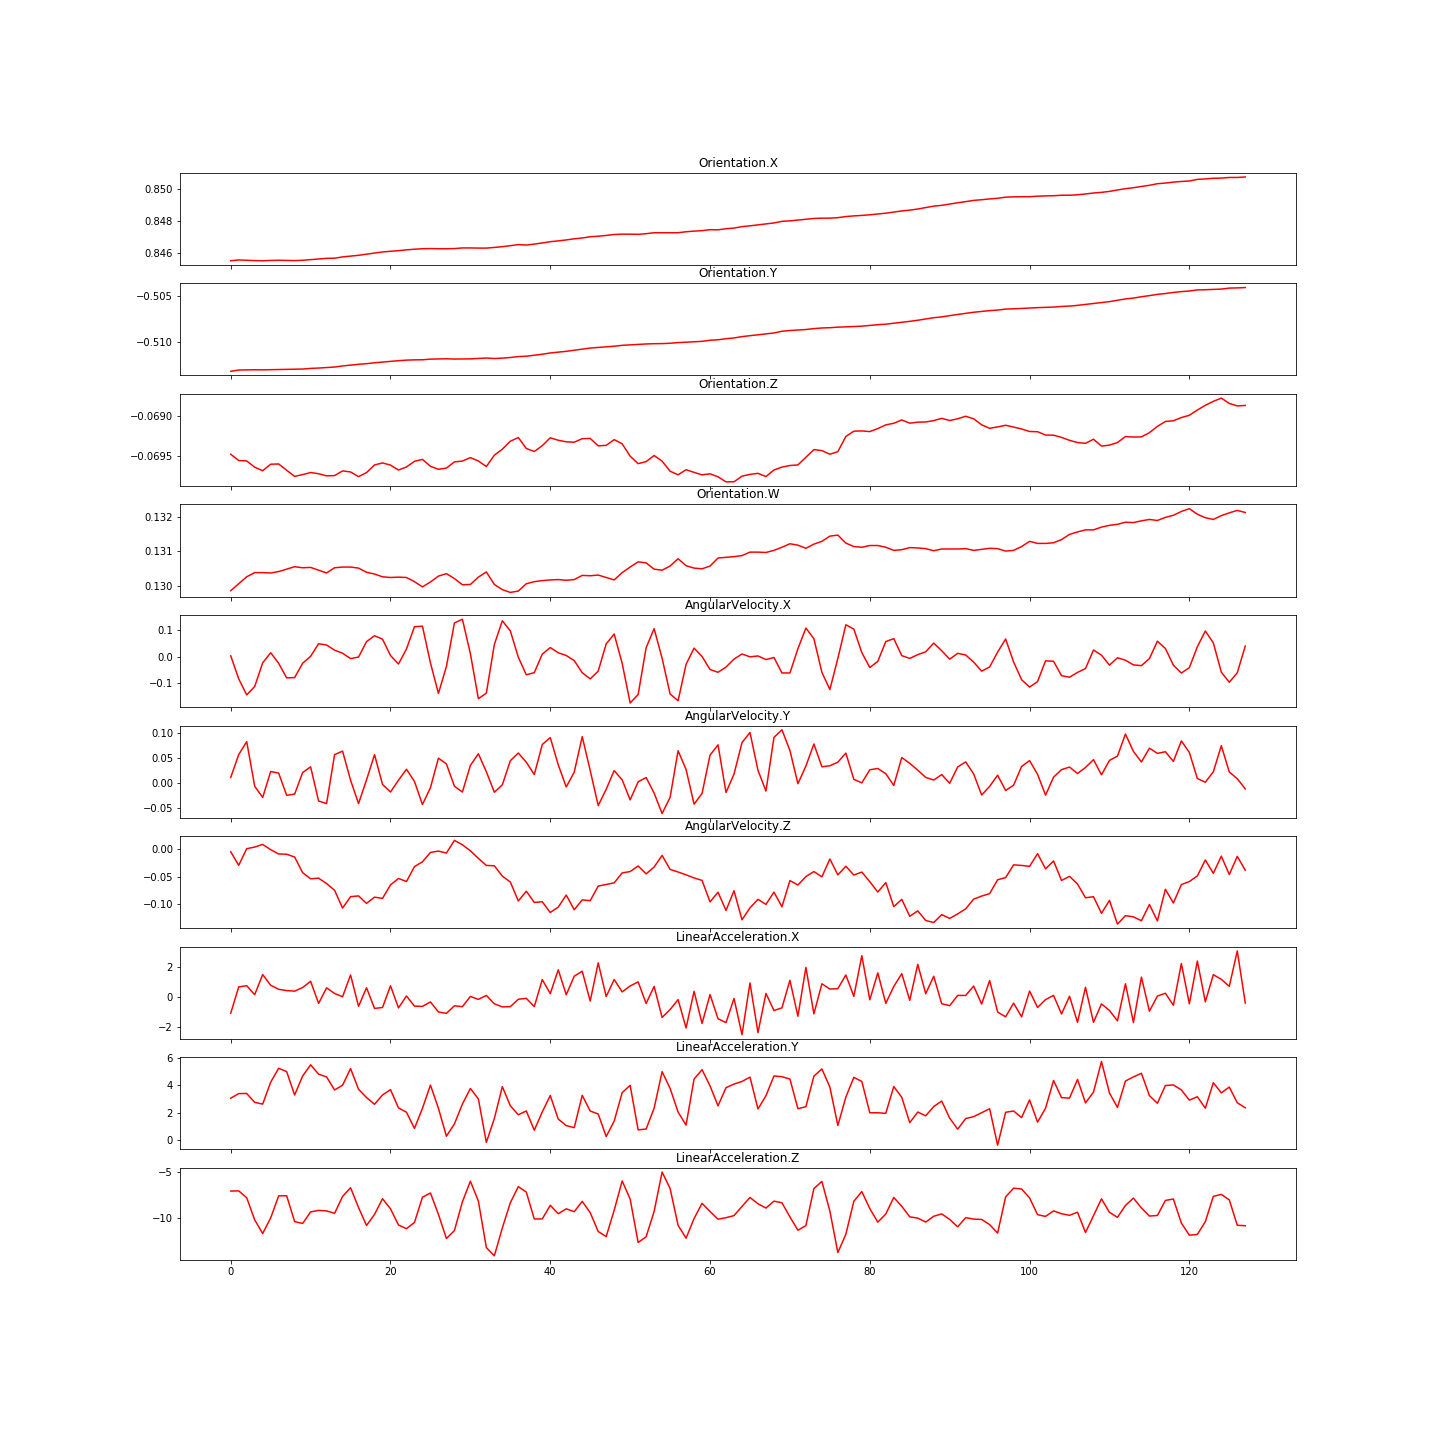 Orientation.X
0.850
0.848
0.846
Orientation.Y
−0.505
−0.510
Orientation.Z
−0.0690
−0.0695
Orientation.W
0.132
0.131
0.130
AngularVelocity.X
0.1
0.0
−0.1
AngularVelocity.Y
0.10
0.05
0.00
−0.05
AngularVelocity.Z
0.00
−0.05
−0.10
LinearAcceleration.X
2
0
−2
LinearAcceleration.Y
6
4
2
0
LinearAcceleration.Z
−5
−10
0 20 40 60 80 100 120